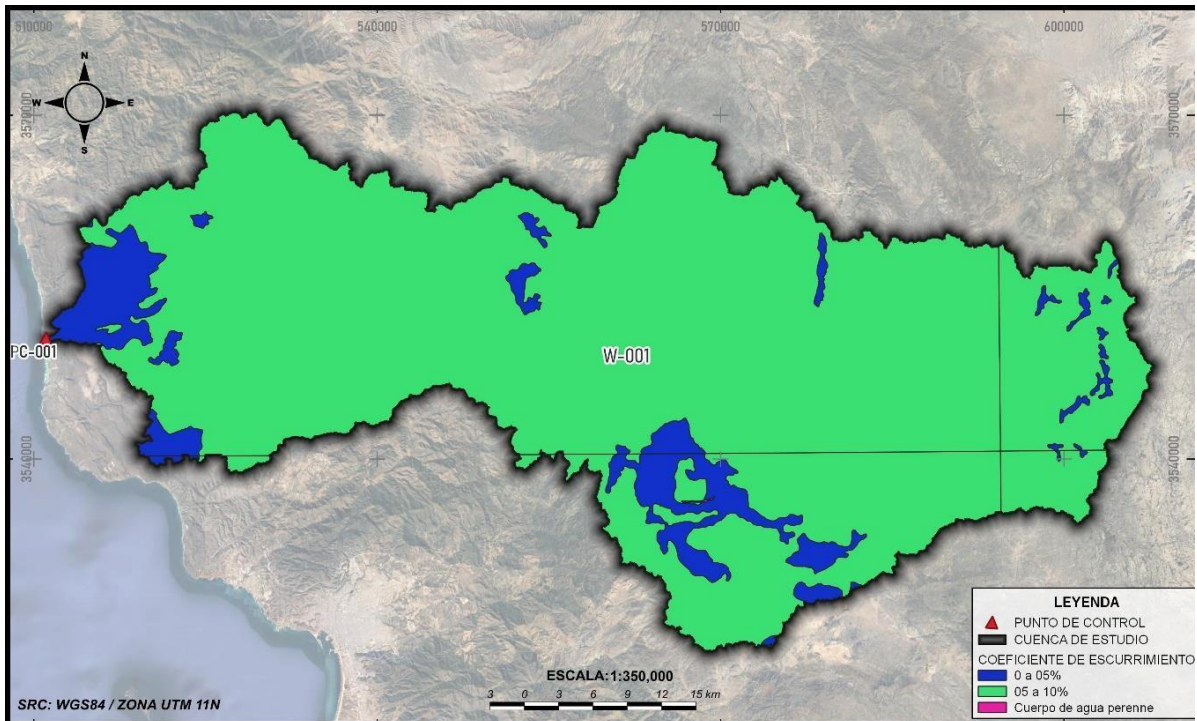 510000 540000 570000 600000
N
W E
S
3570000 3570000
PC-001
W-001
3540000 3540000
LEYENDA
PUNTO DE CONTROL
CUENCA DE ESTUDIO
COEFICIENTE DE ESCURRIMIENTO
0 a 05%
05 a 10%
Cuerpo de agua perenne
ESCALA:1:350,000
3 0 3 6 9 12 15 km
SRC: WGS84 / ZONA UTM 11N